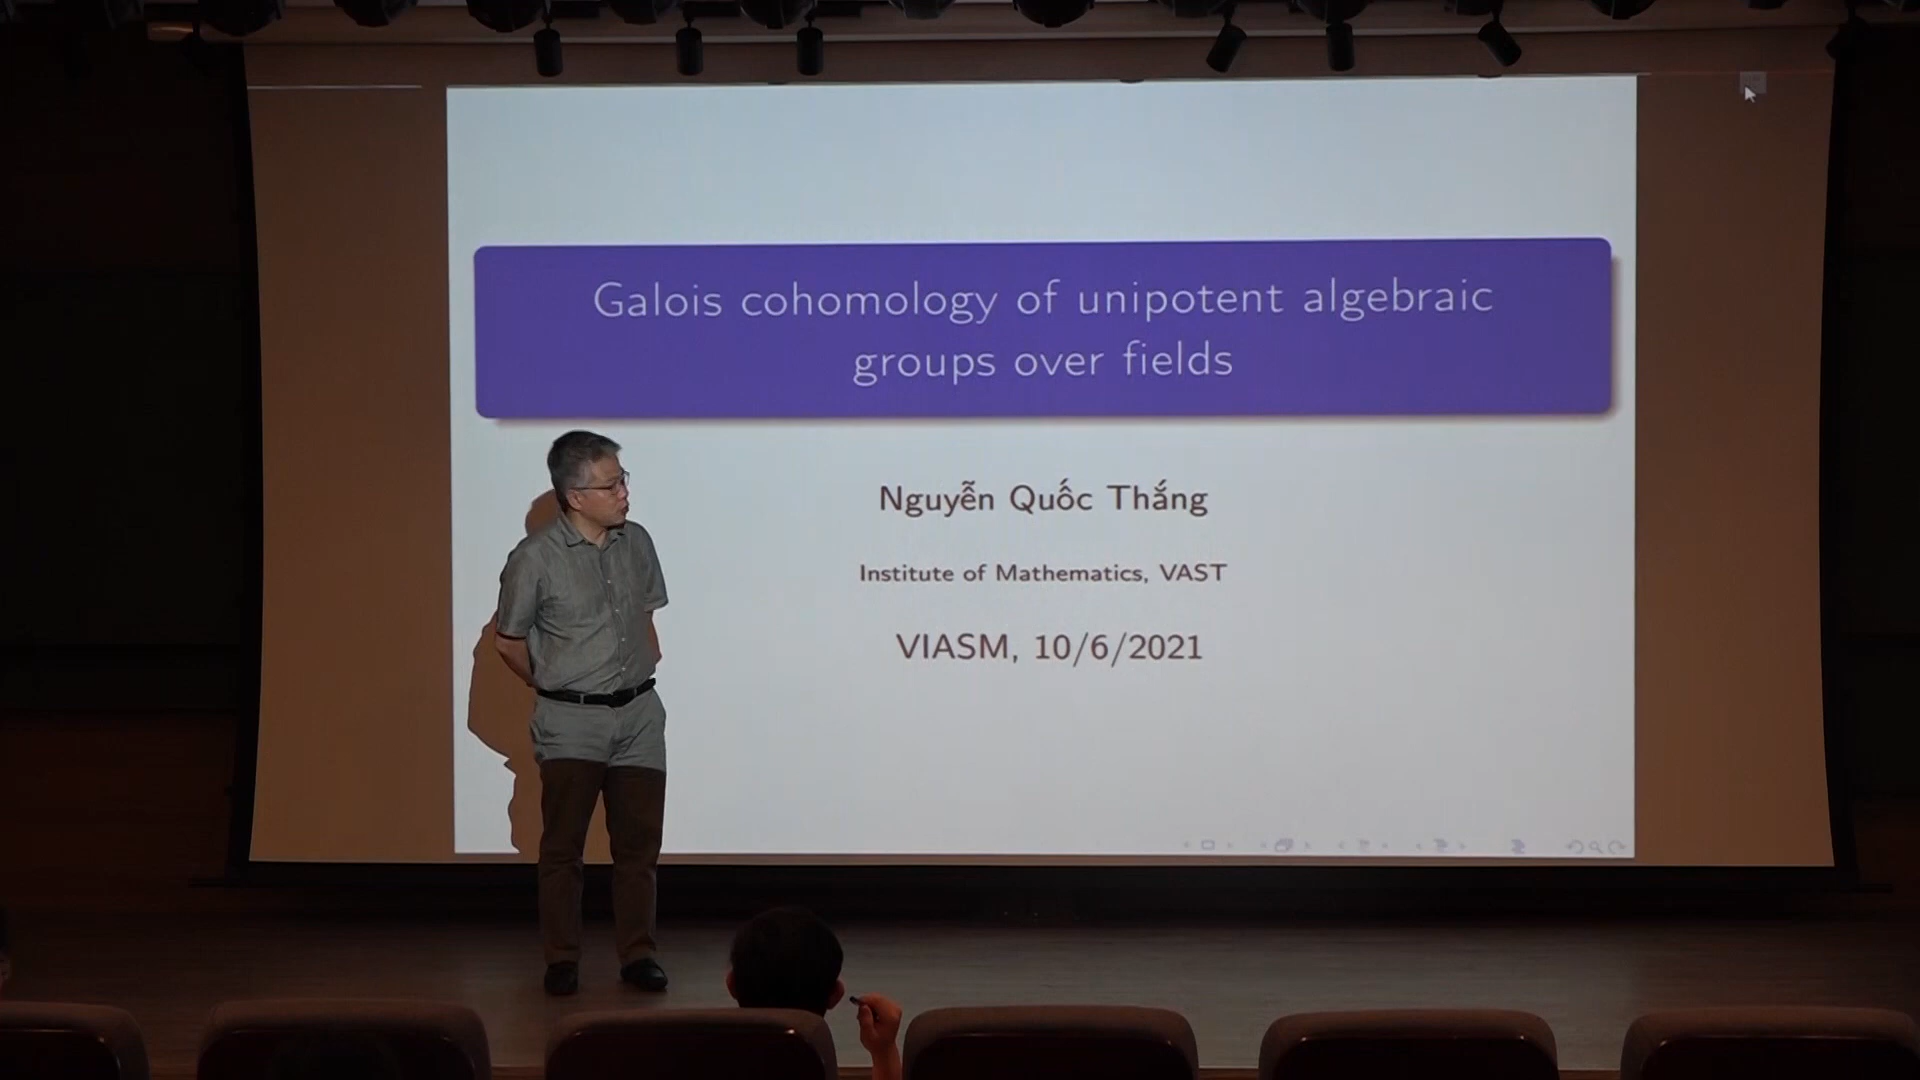 Galois cohomology of unipotent algebraic
groups over fields
Nguyễn Quốc Thắng
Institute of Mathematics, VAST
VIASM, 10/6/2021